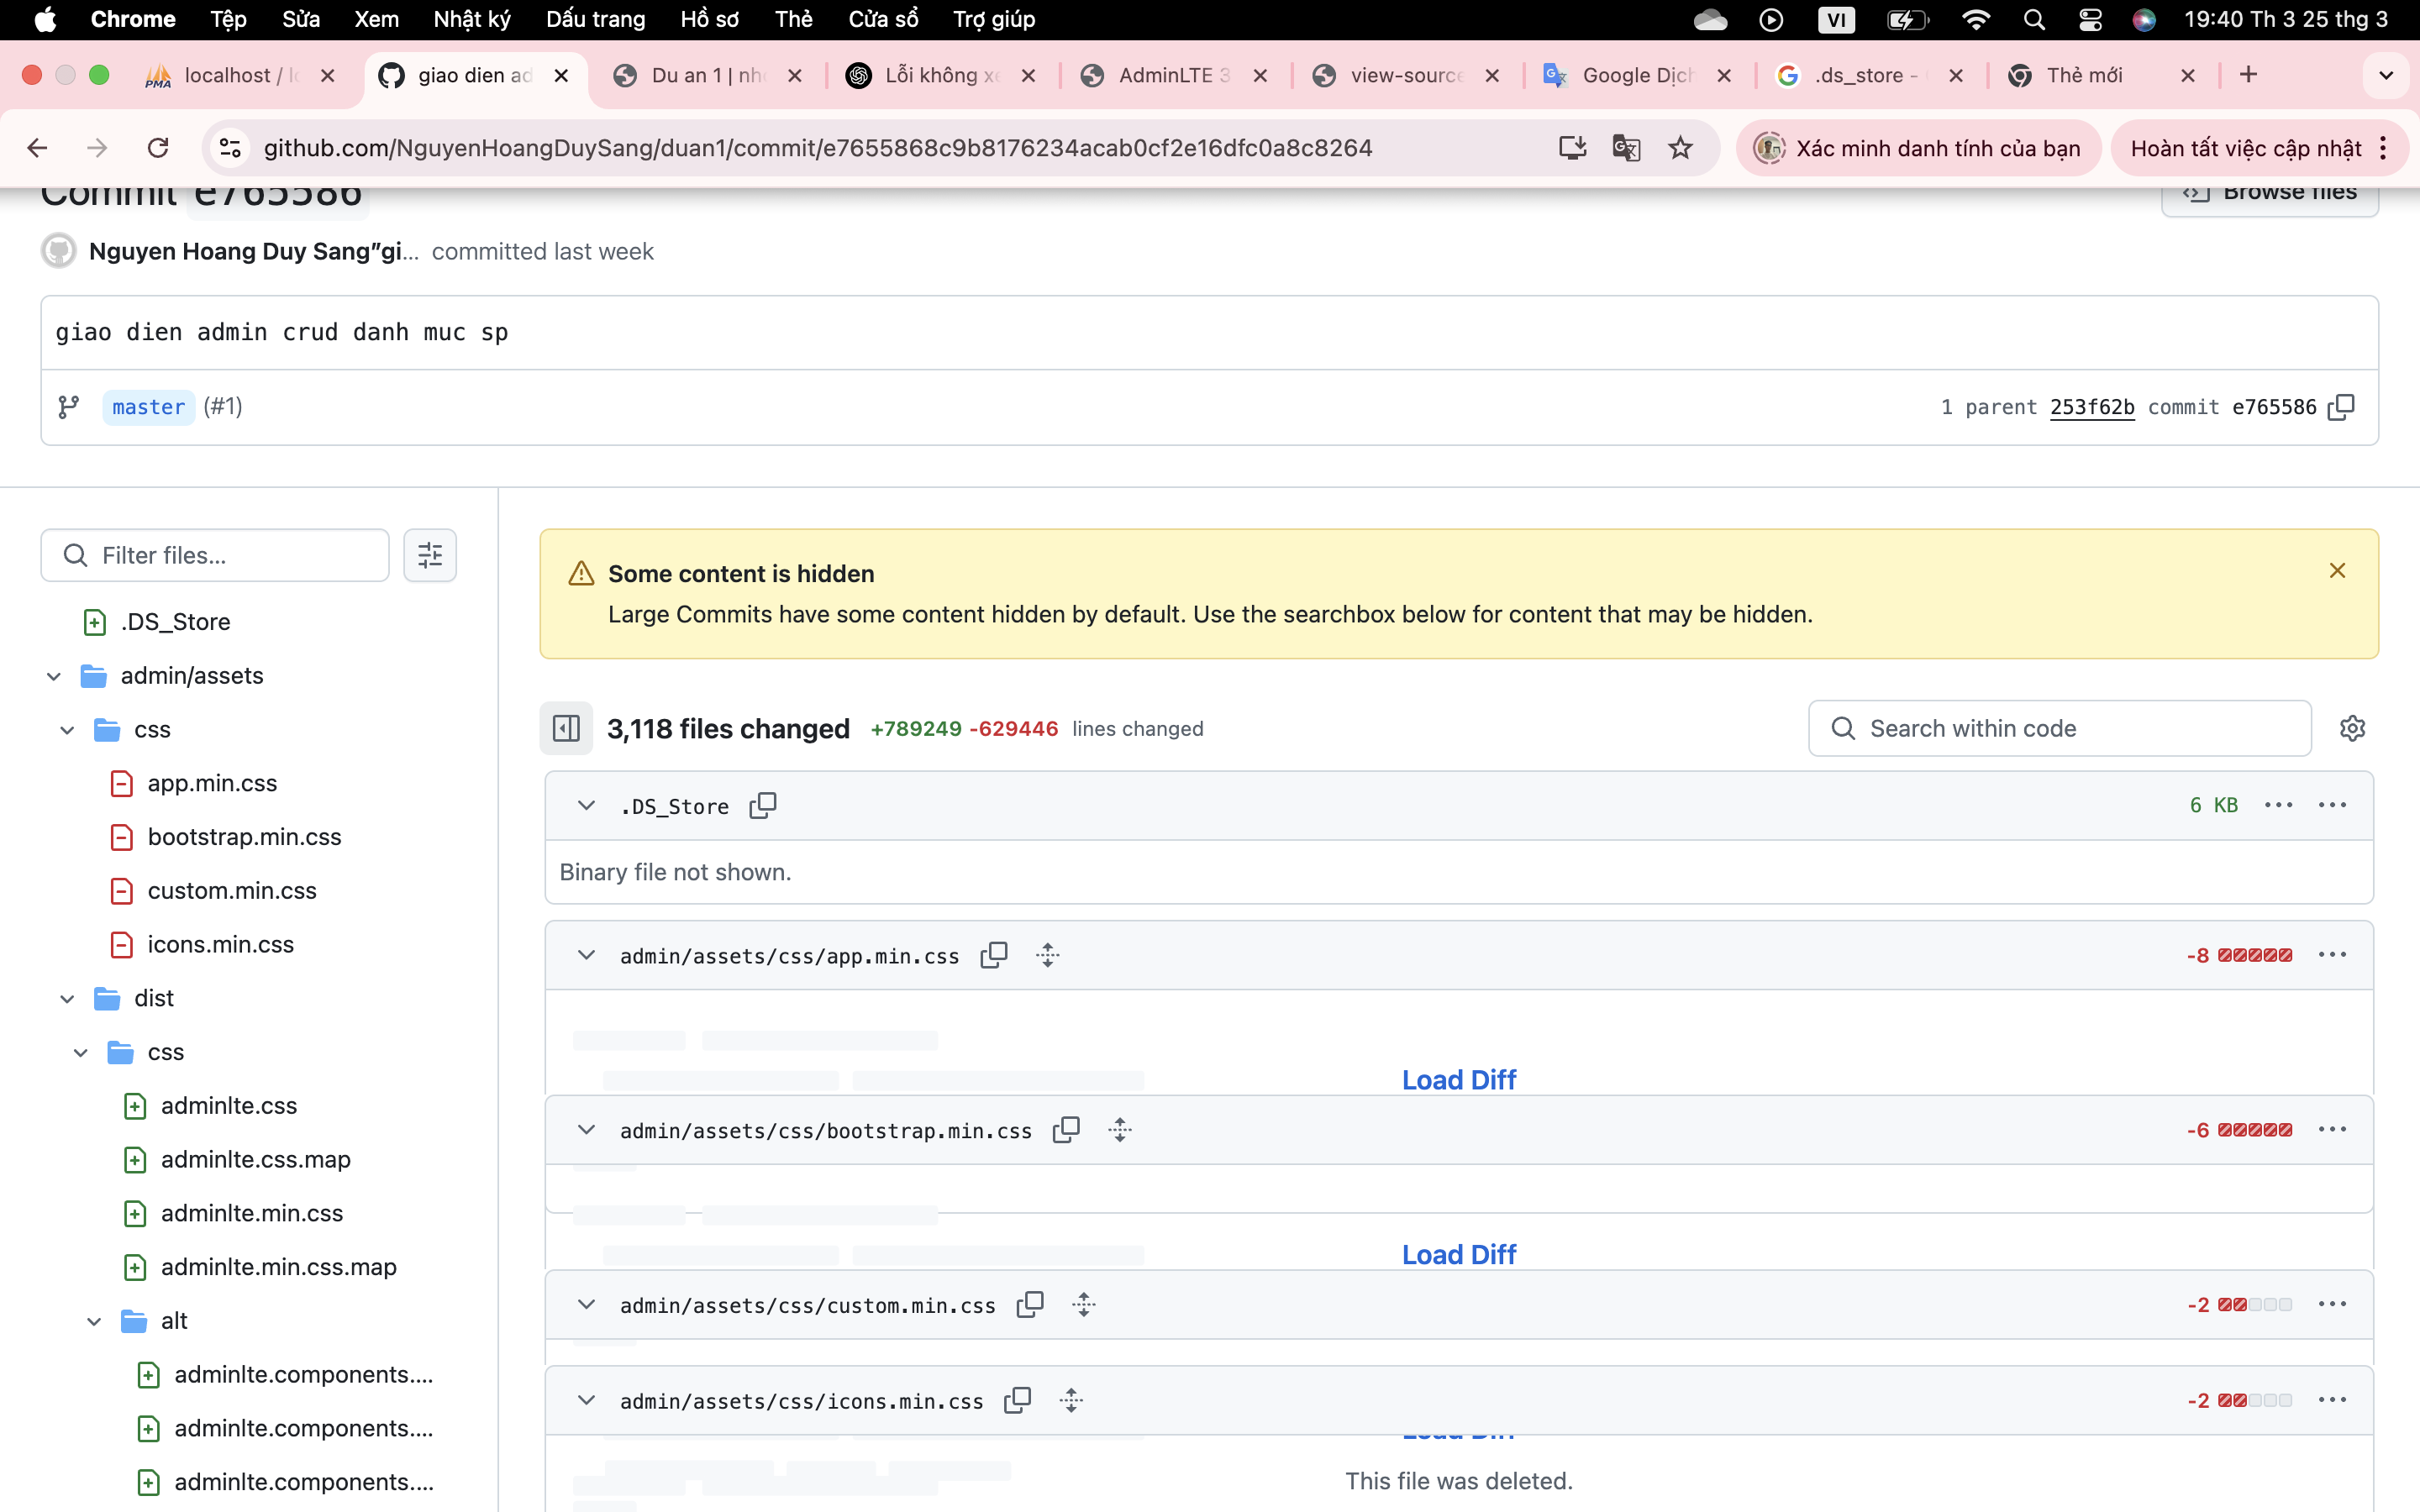 Chrome Tệp Sửa Xem Nhật ký Dấu trang Hồ sơ Thẻ Cửa sổ Trợ giúp VI 19:40 Th 3 25 thg 3
PMA localhost / giao dien ad Du an 1 | Lỗi không AdminLTE 3 view-source Google Dịch .ds_store - Thẻ mới
github.com/NguyenHoangDuySang/duan1/commit/e7655868c9b8176234acab0cf2e16dfc0a8c8264 Xác minh danh tính của bạn Hoàn tất việc cập nhật
Commit e765586 Browse files
Nguyen Hoang Duy Sang"gi... committed last week
giao dien admin crud danh muc sp
master (#1) 1 parent 253f62b commit e765586
Filter files...
.DS_Store
admin/assets
css
app.min.css
bootstrap.min.css
custom.min.css
icons.min.css
dist
css
adminlte.css
adminlte.css.map
adminlte.min.css
adminlte.min.css.map
alt
adminlte.components....
adminlte.components....
adminlte.components....
Some content is hidden
Large Commits have some content hidden by default. Use the searchbox below for content that may be hidden.
3,118 files changed +789249 -629446 lines changed Search within code
.DS_Store 6 KB
Binary file not shown.
admin/assets/css/app.min.css -8
Load Diff
admin/assets/css/bootstrap.min.css -6
Load Diff
admin/assets/css/custom.min.css -2
admin/assets/css/icons.min.css -2
Load Diff
This file was deleted.